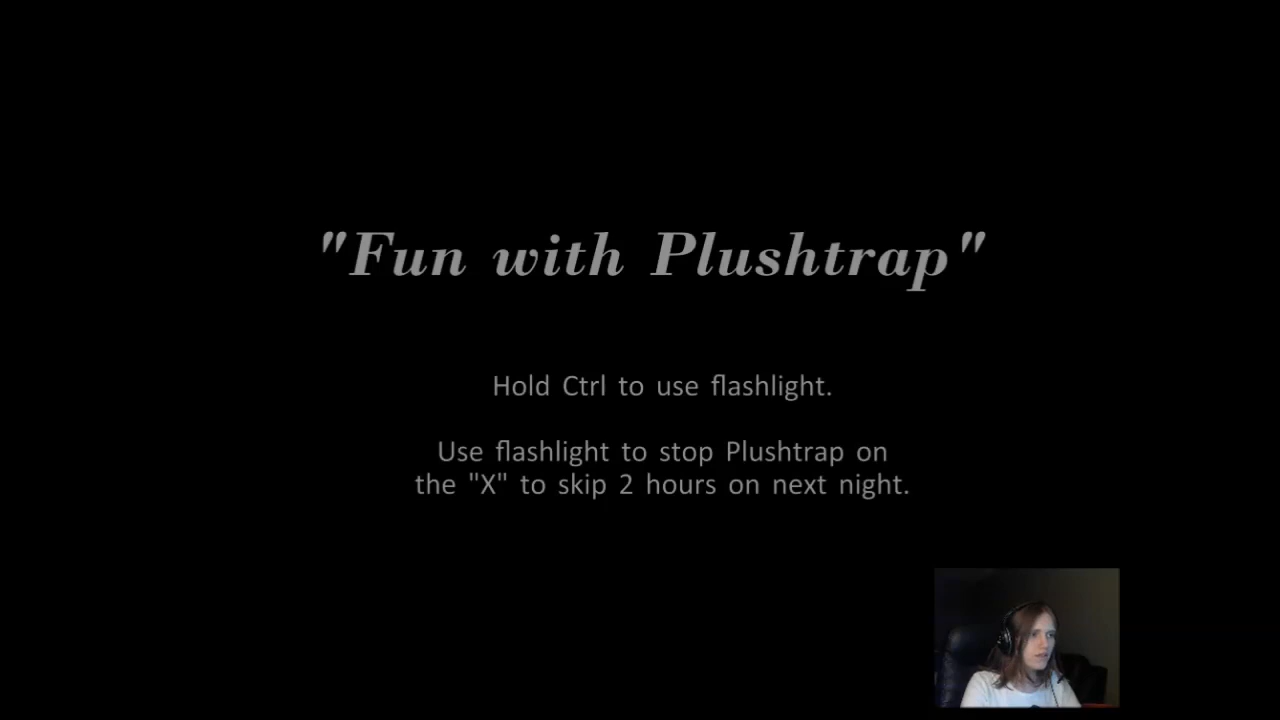 "Fun with Plushtrap"
Hold Ctrl to use flashlight.
Use flashlight to stop Plushtrap on
the "X" to skip 2 hours on next night.